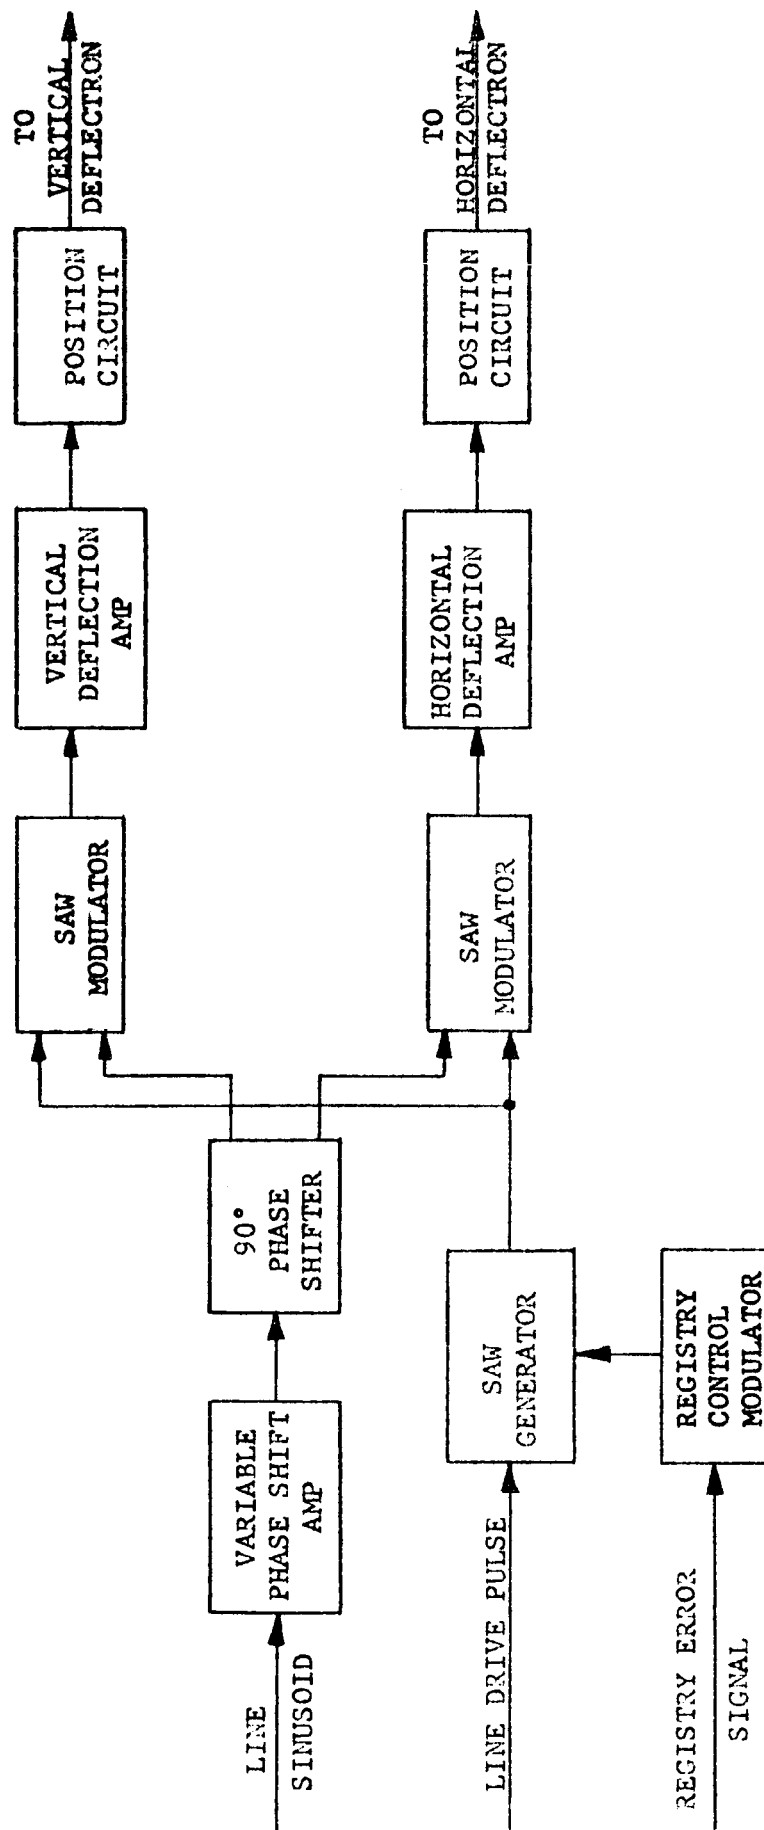 LINE
SINUSOID
VARIABLE
PHASE SHIFT
AMP
90°
PHASE
SHIFTER
SAW
MODULATOR
VERTICAL
DEFLECTION
AMP
POSITION
CIRCUIT
TO
VERTICAL
DEFLECTRON
LINE DRIVE PULSE
SAW
GENERATOR
SAW
MODULATOR
HORIZONTAL
DEFLECTION
AMP
POSITION
CIRCUIT
TO
HORIZONTAL
DEFLECTRON
REGISTRY ERROR
SIGNAL
REGISTRY
CONTROL
MODULATOR